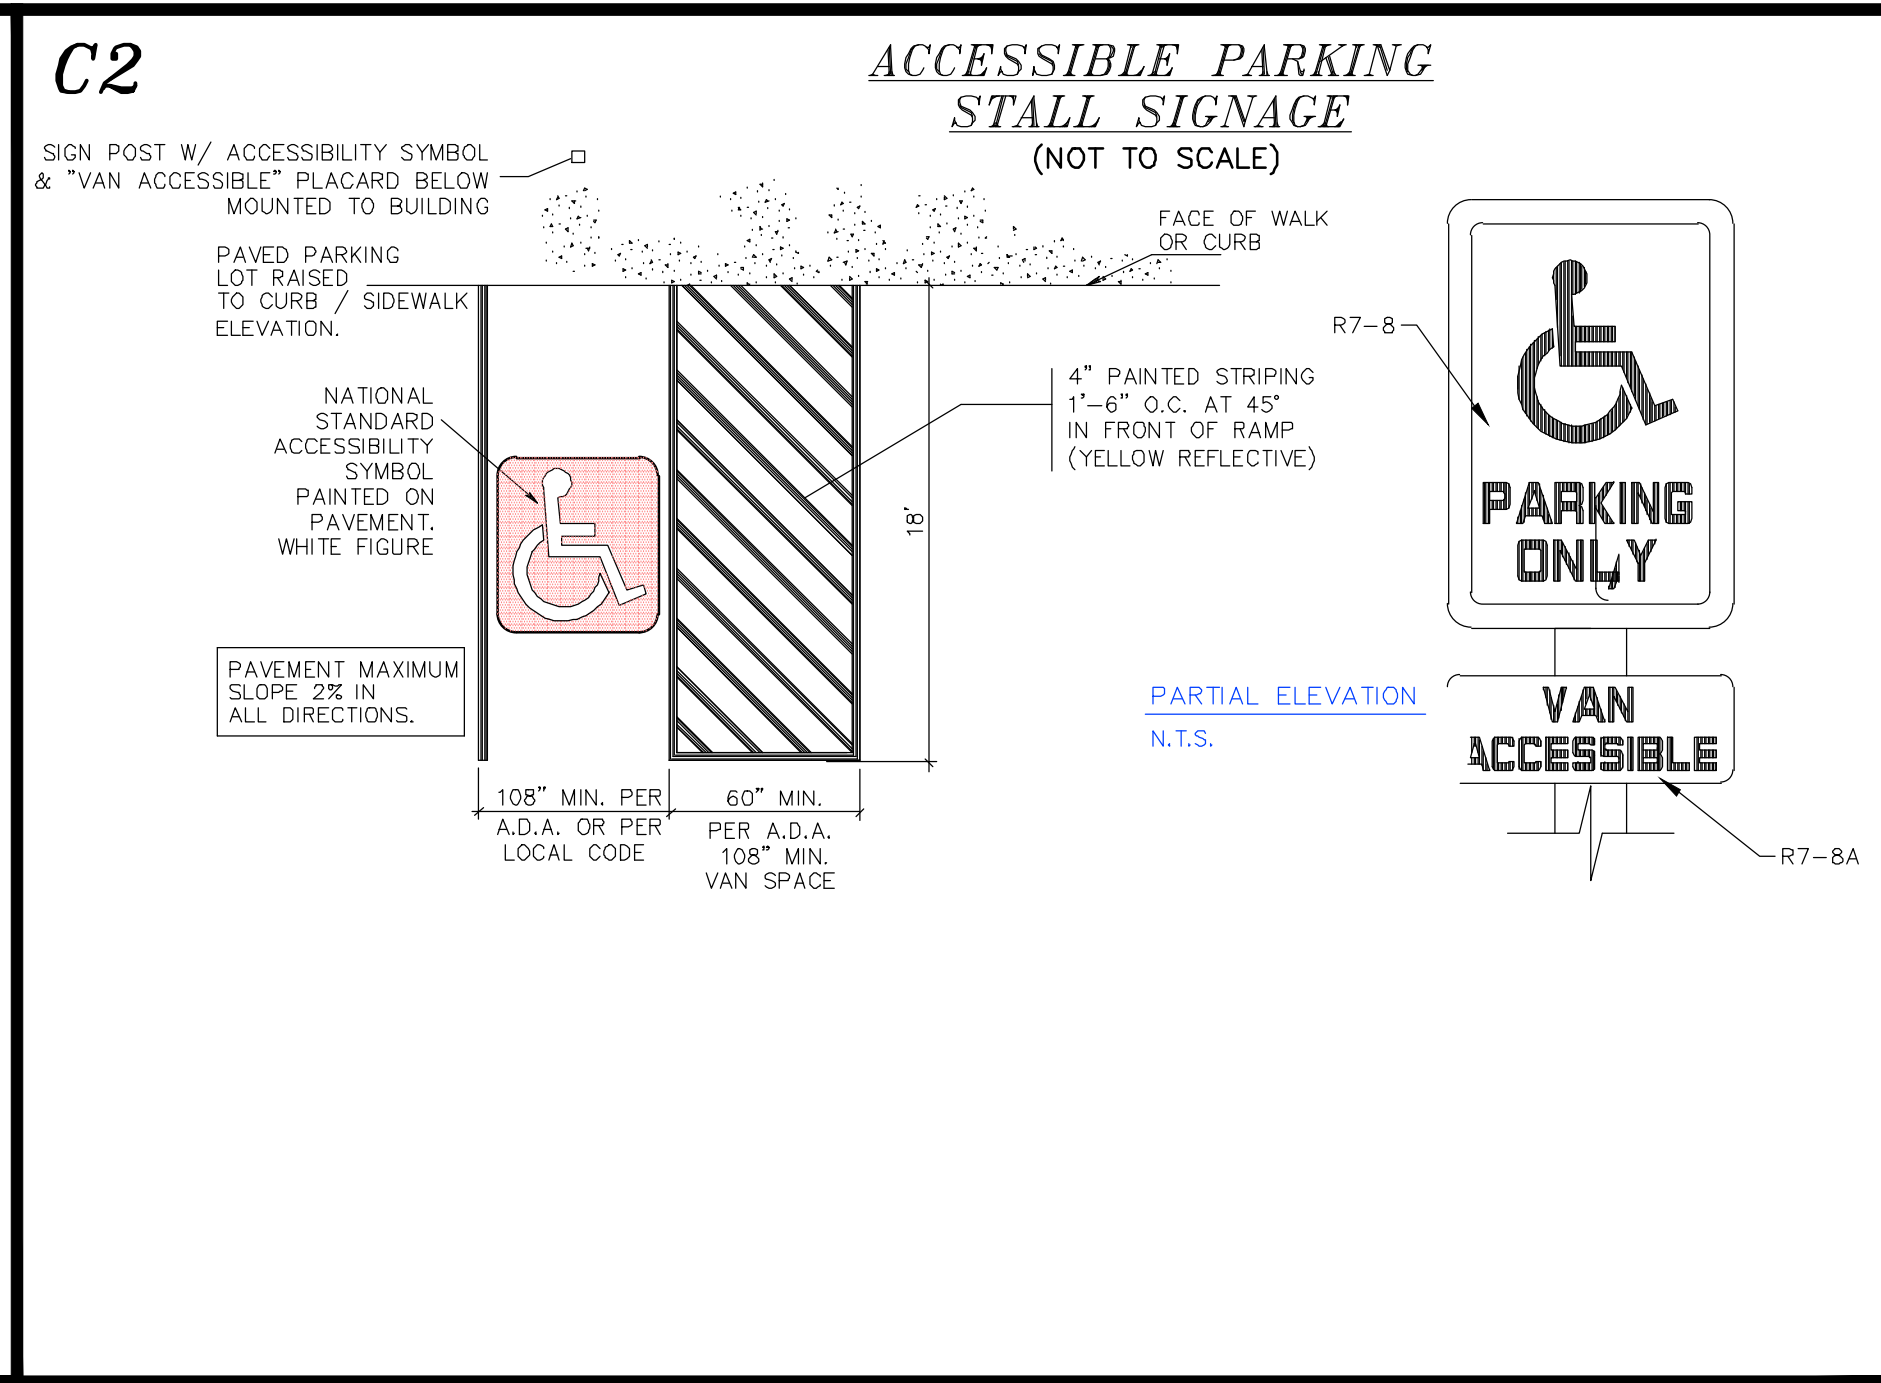 C2
ACCESSIBLE PARKING
STALL SIGNAGE
(NOT TO SCALE)
SIGN POST W/ ACCESSIBILITY SYMBOL
& "VAN ACCESSIBLE" PLACARD BELOW
MOUNTED TO BUILDING
PAVED PARKING
LOT RAISED
TO CURB / SIDEWALK
ELEVATION.
FACE OF WALK
OR CURB
NATIONAL
STANDARD
ACCESSIBILITY
SYMBOL
PAINTED ON
PAVEMENT.
WHITE FIGURE
4" PAINTED STRIPING
1'-6" O.C. AT 45°
IN FRONT OF RAMP
(YELLOW REFLECTIVE)
18'
PAVEMENT MAXIMUM
SLOPE 2% IN
ALL DIRECTIONS.
108" MIN. PER
A.D.A. OR PER
LOCAL CODE
60" MIN.
PER A.D.A.
108" MIN.
VAN SPACE
R7-8
PARKING
ONLY
PARTIAL ELEVATION
N.T.S.
VAN
ACCESSIBLE
R7-8A